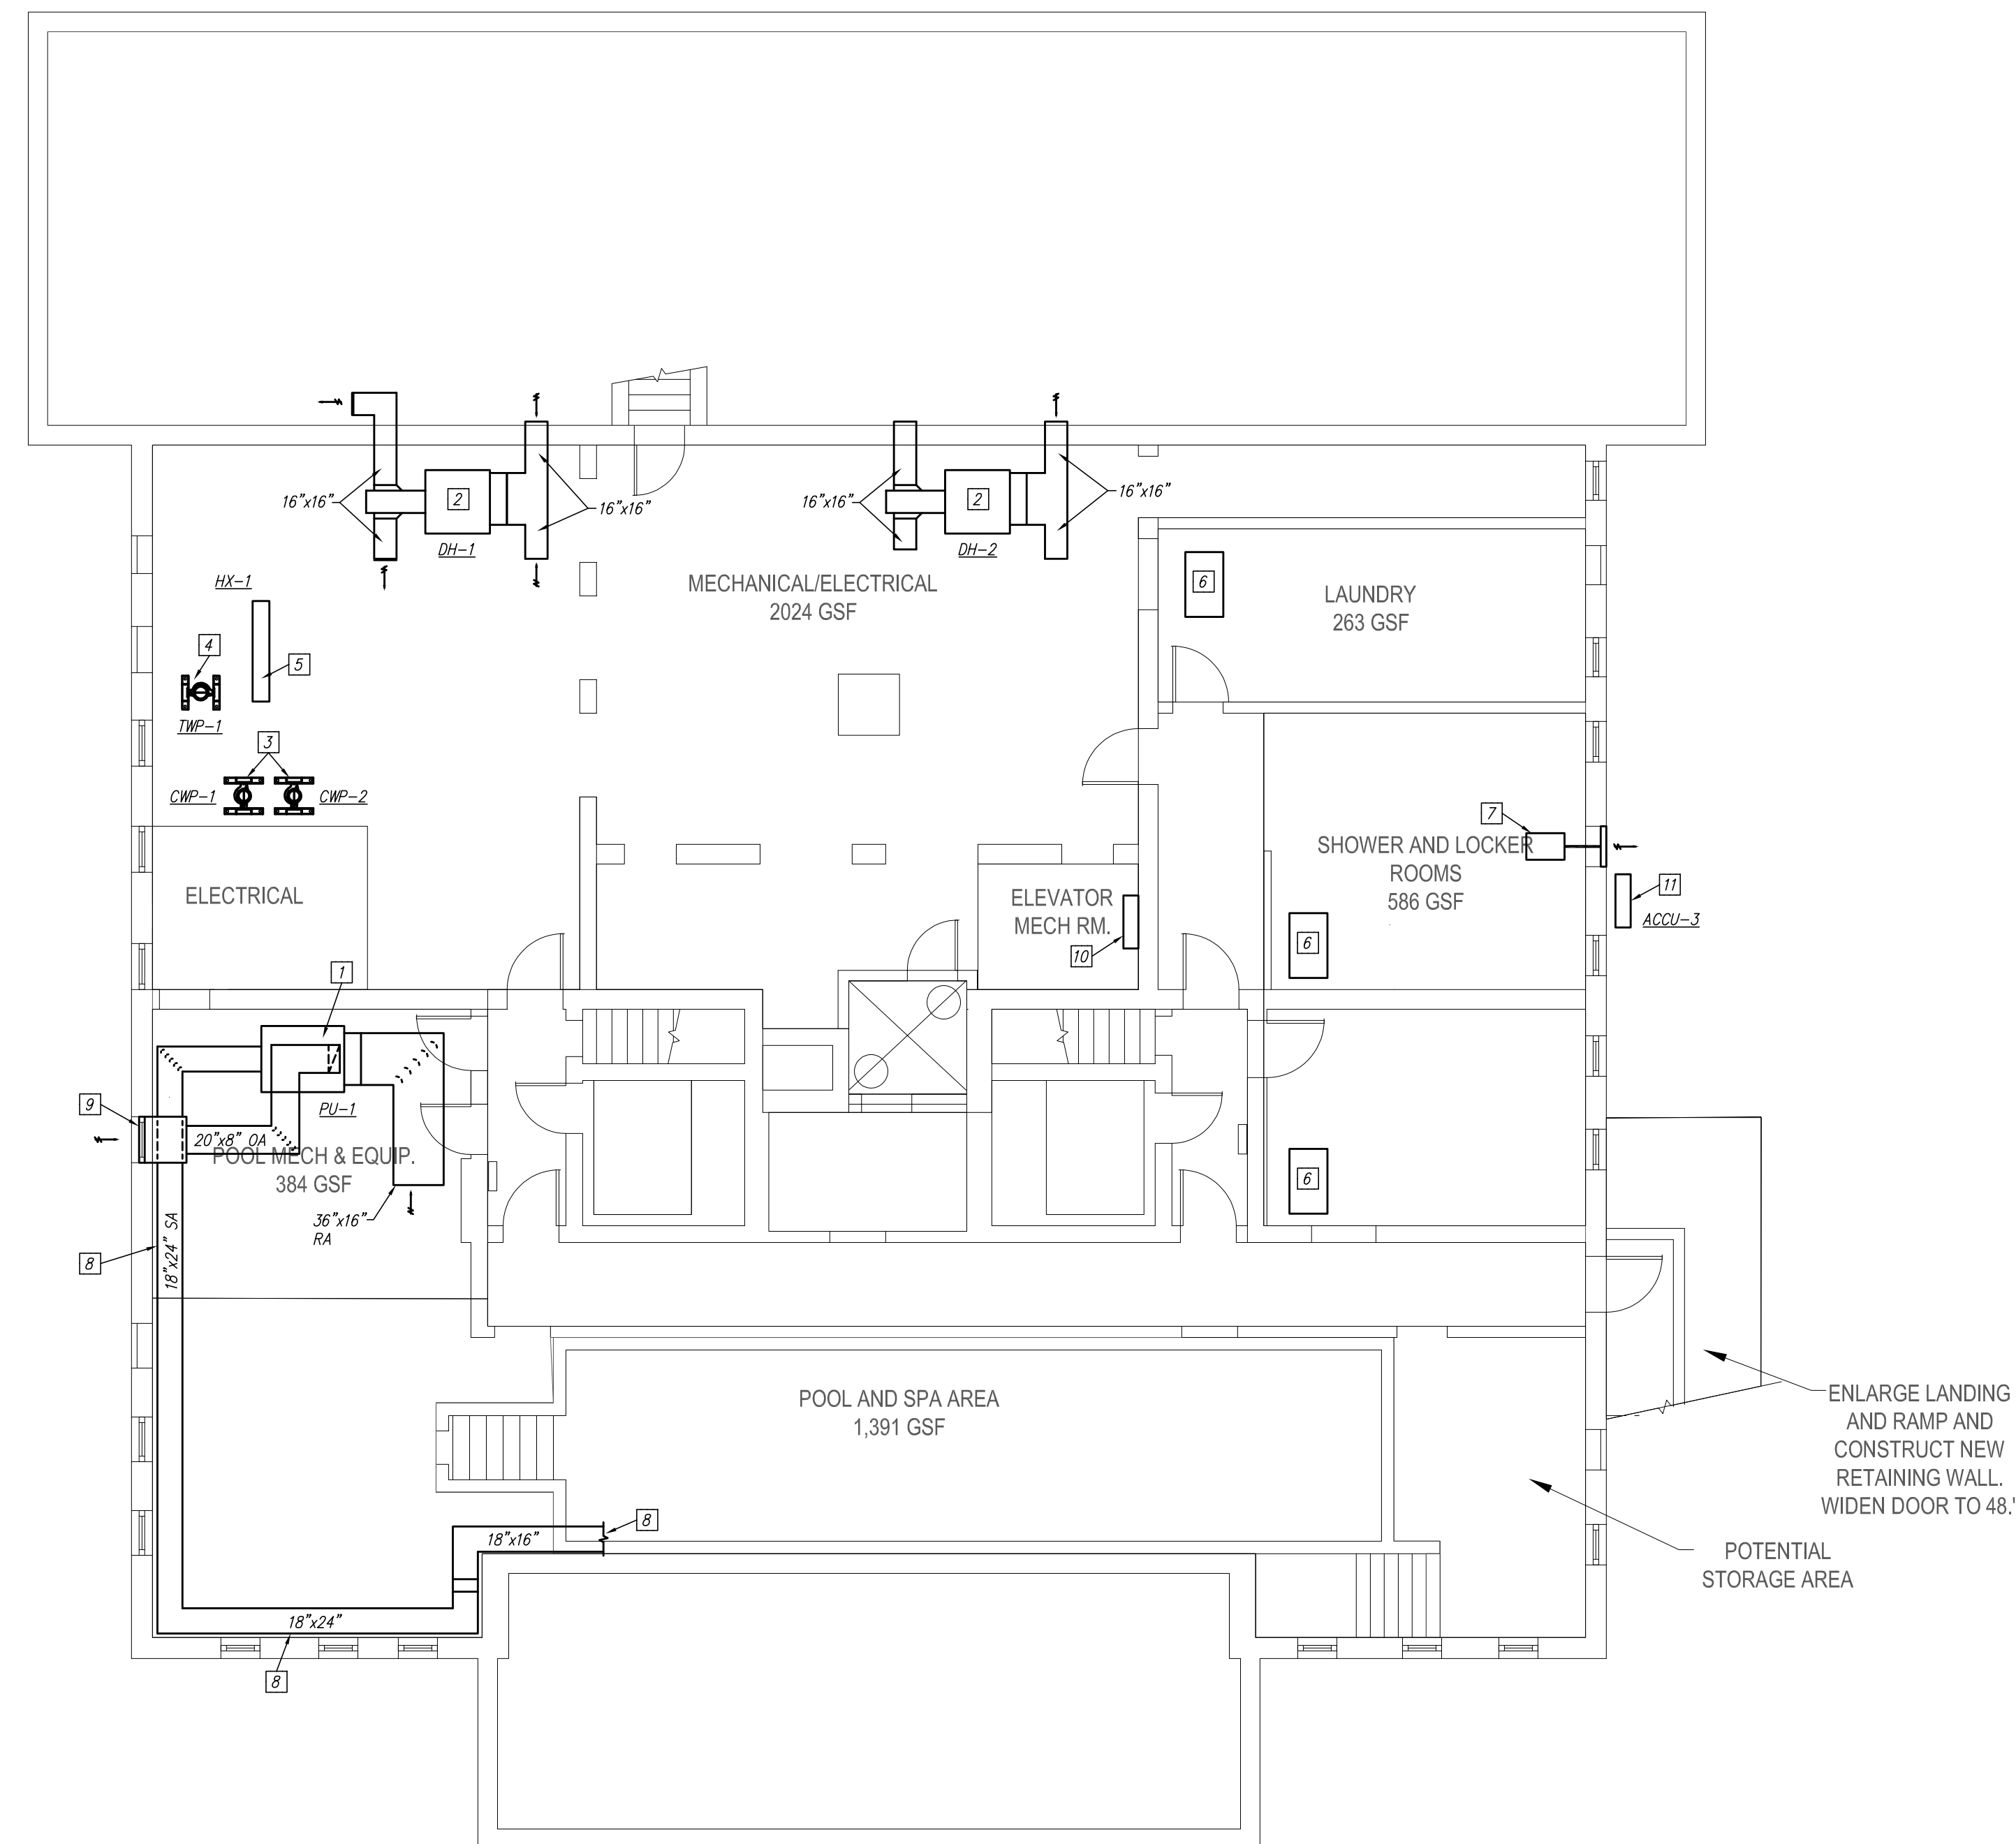 16"x16"
2
16"x16"
DH-1
16"x16"
2
16"x16"
DH-2
HX-1
MECHANICAL/ELECTRICAL
2024 GSF
6
LAUNDRY
263 GSF
4
5
TWP-1
3
CWP-1
CWP-2
7
SHOWER AND LOCKER
ROOMS
586 GSF
ELECTRICAL
ELEVATOR
MECH RM.
10
6
11
ACCU-3
1
PU-1
9
20"x8" OA
POOL MECH & EQUIP.
384 GSF
6
36"x16"
RA
18"x24" SA
8
POOL AND SPA AREA
1,391 GSF
ENLARGE LANDING
AND RAMP AND
CONSTRUCT NEW
RETAINING WALL.
WIDEN DOOR TO 48."
8
18"x16"
POTENTIAL
STORAGE AREA
18"x24"
8